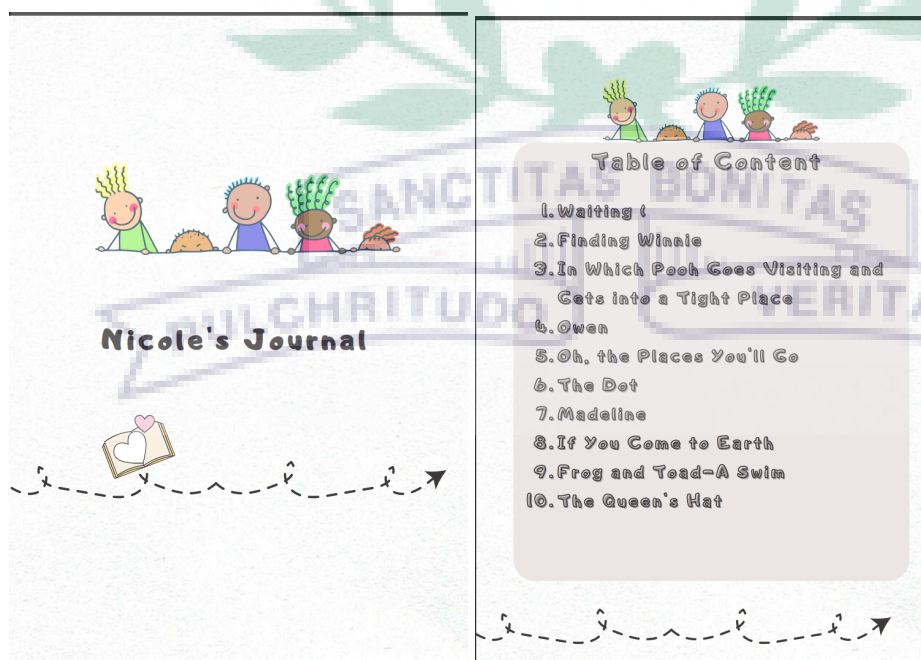 Nicole's Journal
SANCTITAS BONITAS
PULCHRITUDO VERIT
Table of Content
1. Waiting (
2. Finding Winnie
3. In Which Pooh Goes Visiting and
Gets into a Tight Place
4. Owen
5. Oh, the Places You'll Go
6. The Dot
7. Madeline
8. If You Come to Earth
9. Frog and Toad-A Swim
10. The Queen's Hat